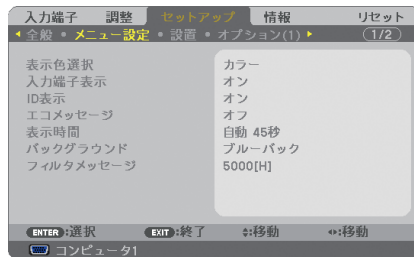 入力端子 調整 セットアップ 情報 リセット
全般 • メニュー設定 • 設置 • オプション(1) (1/2)
表示色選択 カラー
入力端子表示 オン
ID表示 オン
エコメッセージ オフ
表示時間 自動 45秒
バックグラウンド ブルーバック
フィルタメッセージ 5000[H]
ENTER:選択 EXIT:終了 :移動 :移動
コンピュータ1